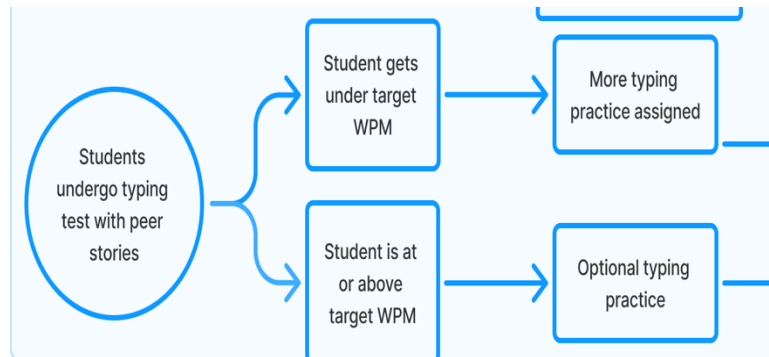 Students
undergo typing
test with peer
stories
Student gets
under target
WPM
More typing
practice assigned
Student is at
or above
target WPM
Optional typing
practice